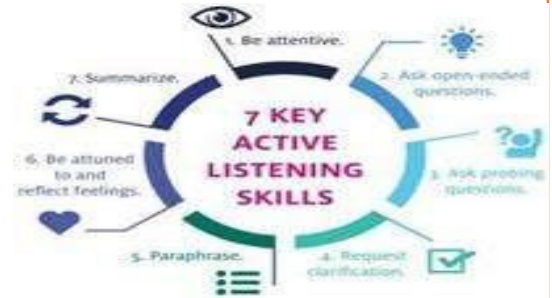 7 KEY
ACTIVE
LISTENING
SKILLS
1. Be attentive.
2. Ask open-ended
questions.
3. Ask probing
questions.
4. Request
clarification.
5. Paraphrase.
6. Be attuned
to and
reflect feelings.
7. Summarize.